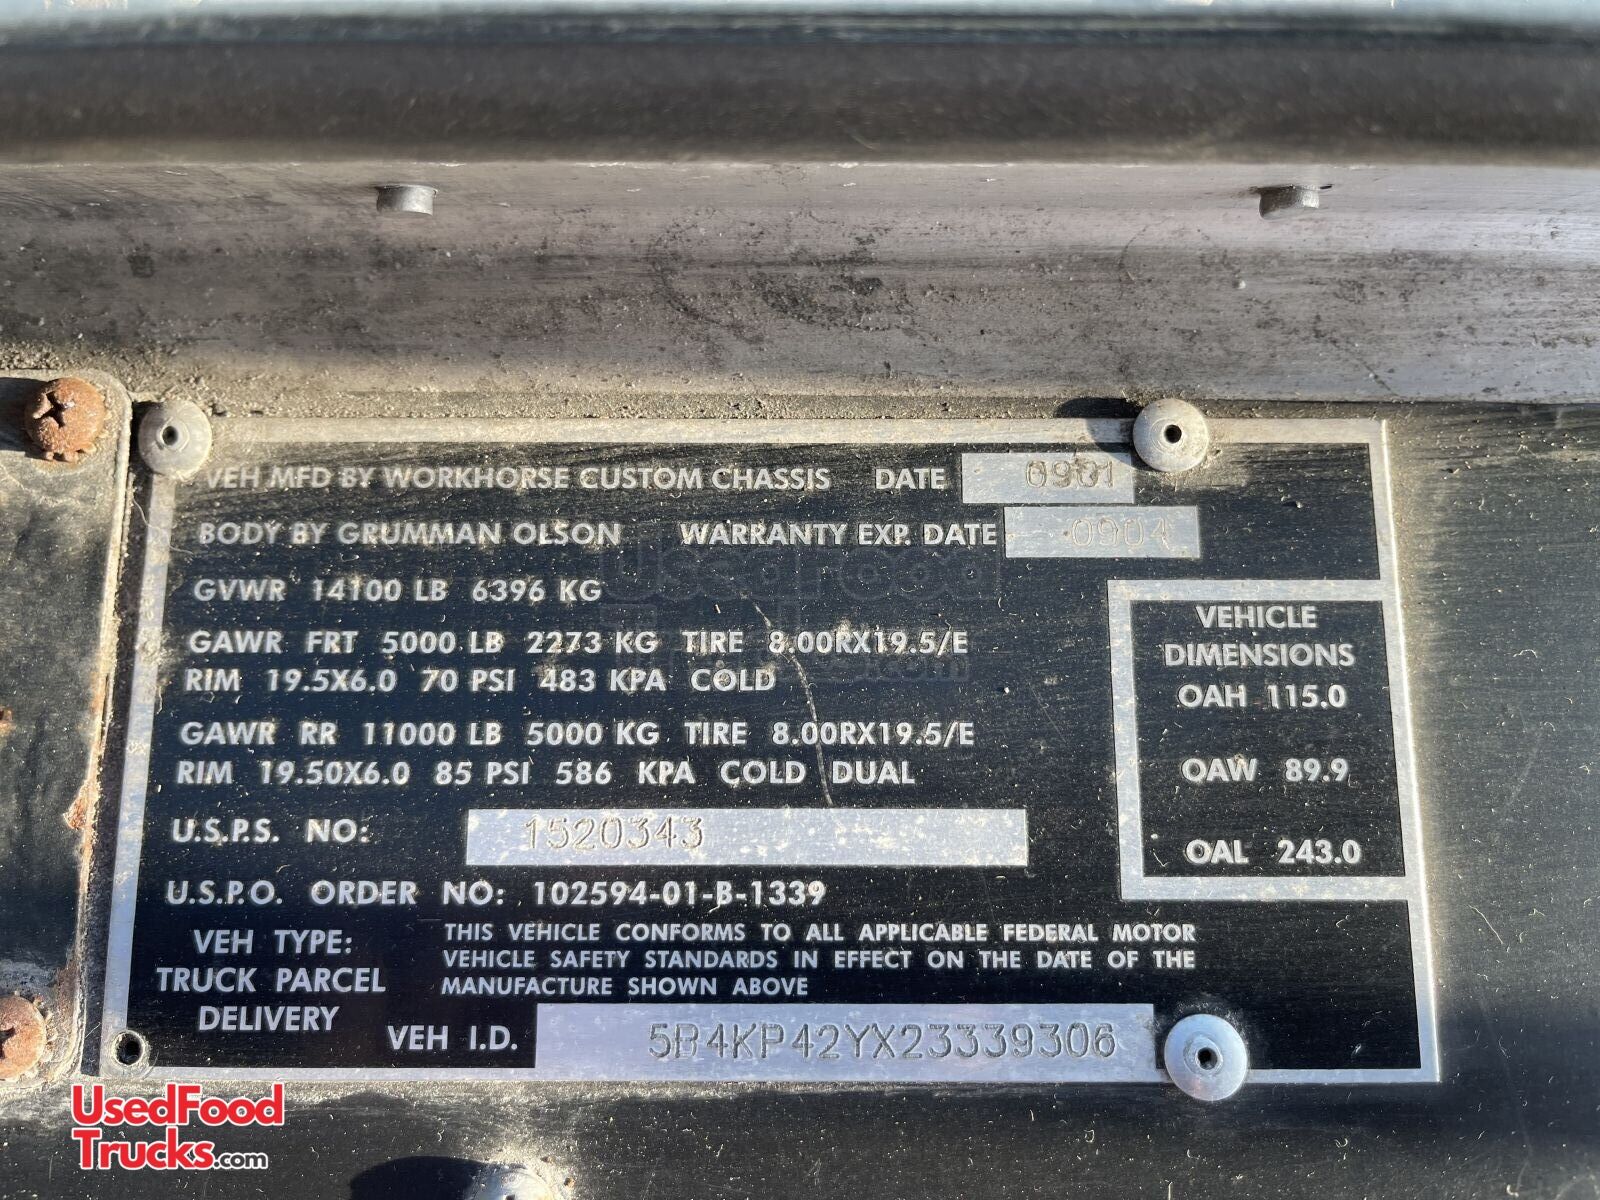 VEH MFD BY WORKHORSE CUSTOM CHASSIS DATE 0901
BODY BY GRUMMAN OLSON WARRANTY EXP. DATE 0904
GVWR 14100 LB 6396 KG
GAWR FRT 5000 LB 2273 KG TIRE 8.00RX19.5/E
RIM 19.5X6.0 70 PSI 483 KPA COLD
GAWR RR 11000 LB 5000 KG TIRE 8.00RX19.5/E
RIM 19.50X6.0 85 PSI 586 KPA COLD DUAL
VEHICLE
DIMENSIONS
OAH 115.0
OAW 89.9
OAL 243.0
U.S.P.S. NO: 1520343
U.S.P.O. ORDER NO: 102594-01-B-1339
VEH TYPE:
TRUCK PARCEL
DELIVERY
THIS VEHICLE CONFORMS TO ALL APPLICABLE FEDERAL MOTOR
VEHICLE SAFETY STANDARDS IN EFFECT ON THE DATE OF THE
MANUFACTURE SHOWN ABOVE
VEH I.D. 5B4KP42YX23339306
UsedFood
Trucks.com
UsedFood
Trucks.com